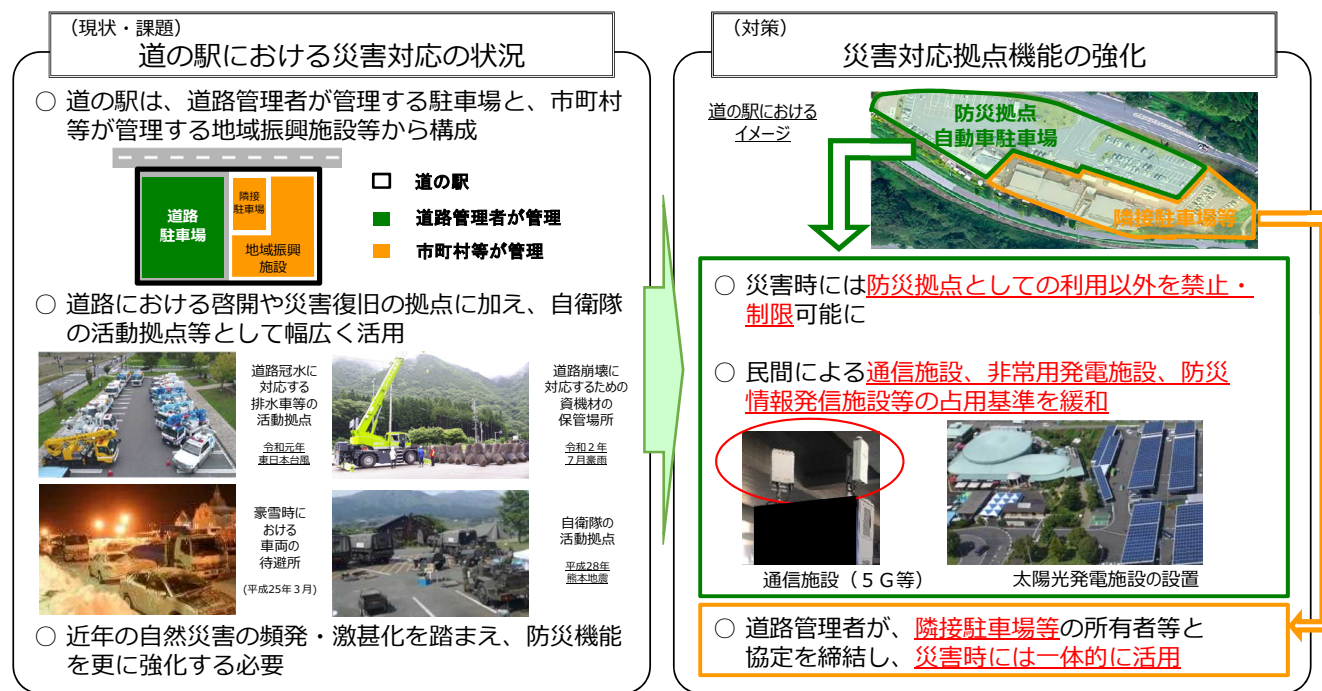 （現状・課題）
道の駅における災害対応の状況
○ 道の駅は、道路管理者が管理する駐車場と、市町村
等が管理する地域振興施設等から構成
道路
駐車場
隣接
駐車場
地域振興
施設
道の駅
道路管理者が管理
市町村等が管理
○ 道路における啓開や災害復旧の拠点に加え、自衛隊
の活動拠点等として幅広く活用
道路冠水に
対応する
排水車等の
活動拠点
令和元年
東日本台風
道路崩壊に
対応するための
資機材の
保管場所
令和２年
７月豪雨
豪雪時に
おける
車両の
待避所
(平成25年３月)
自衛隊の
活動拠点
平成28年
熊本地震
○ 近年の自然災害の頻発・激甚化を踏まえ、防災機能
を更に強化する必要
（対策）
災害対応拠点機能の強化
道の駅における
イメージ
防災拠点
自動車駐車場
隣接駐車場等
○ 災害時には防災拠点としての利用以外を禁止・
制限可能に
○ 民間による通信施設、非常用発電施設、防災
情報発信施設等の占用基準を緩和
通信施設（５Ｇ等）
太陽光発電施設の設置
○ 道路管理者が、隣接駐車場等の所有者等と
協定を締結し、災害時には一体的に活用